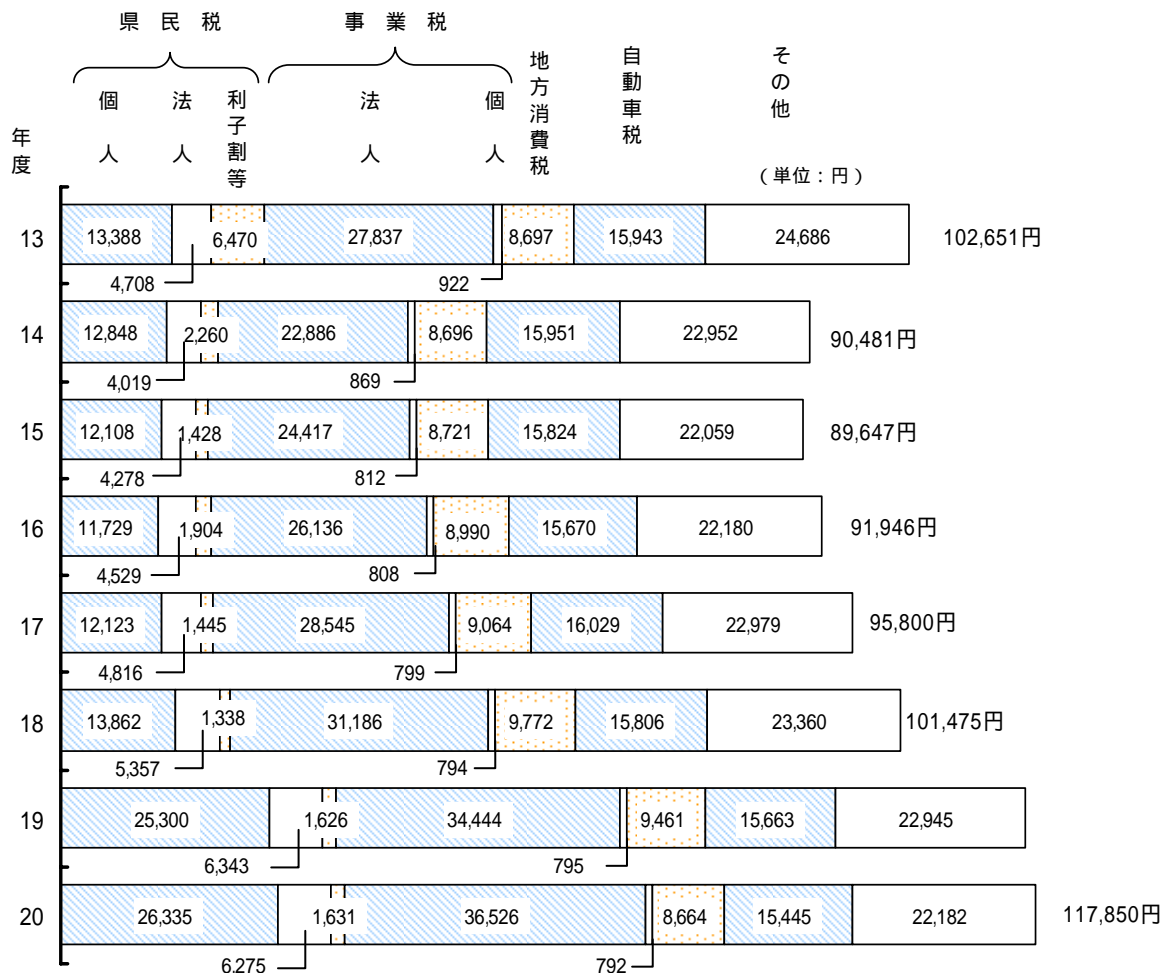 県 民 税
事 業 税
個人
法人
利子割等
法人
個人
地方消費税
自動車税
その他
年度
(単位：円)
13 13,388 6,470 27,837 8,697 15,943 24,686 102,651円
4,708 922
14 12,848 2,260 22,886 8,696 15,951 22,952 90,481円
4,019 869
15 12,108 1,428 24,417 8,721 15,824 22,059 89,647円
4,278 812
16 11,729 1,904 26,136 8,990 15,670 22,180 91,946円
4,529 808
17 12,123 1,445 28,545 9,064 16,029 22,979 95,800円
4,816 799
18 13,862 1,338 31,186 9,772 15,806 23,360 101,475円
5,357 794
19 25,300 1,626 34,444 9,461 15,663 22,945
6,343 795
20 26,335 1,631 36,526 8,664 15,445 22,182 117,850円
6,275 792